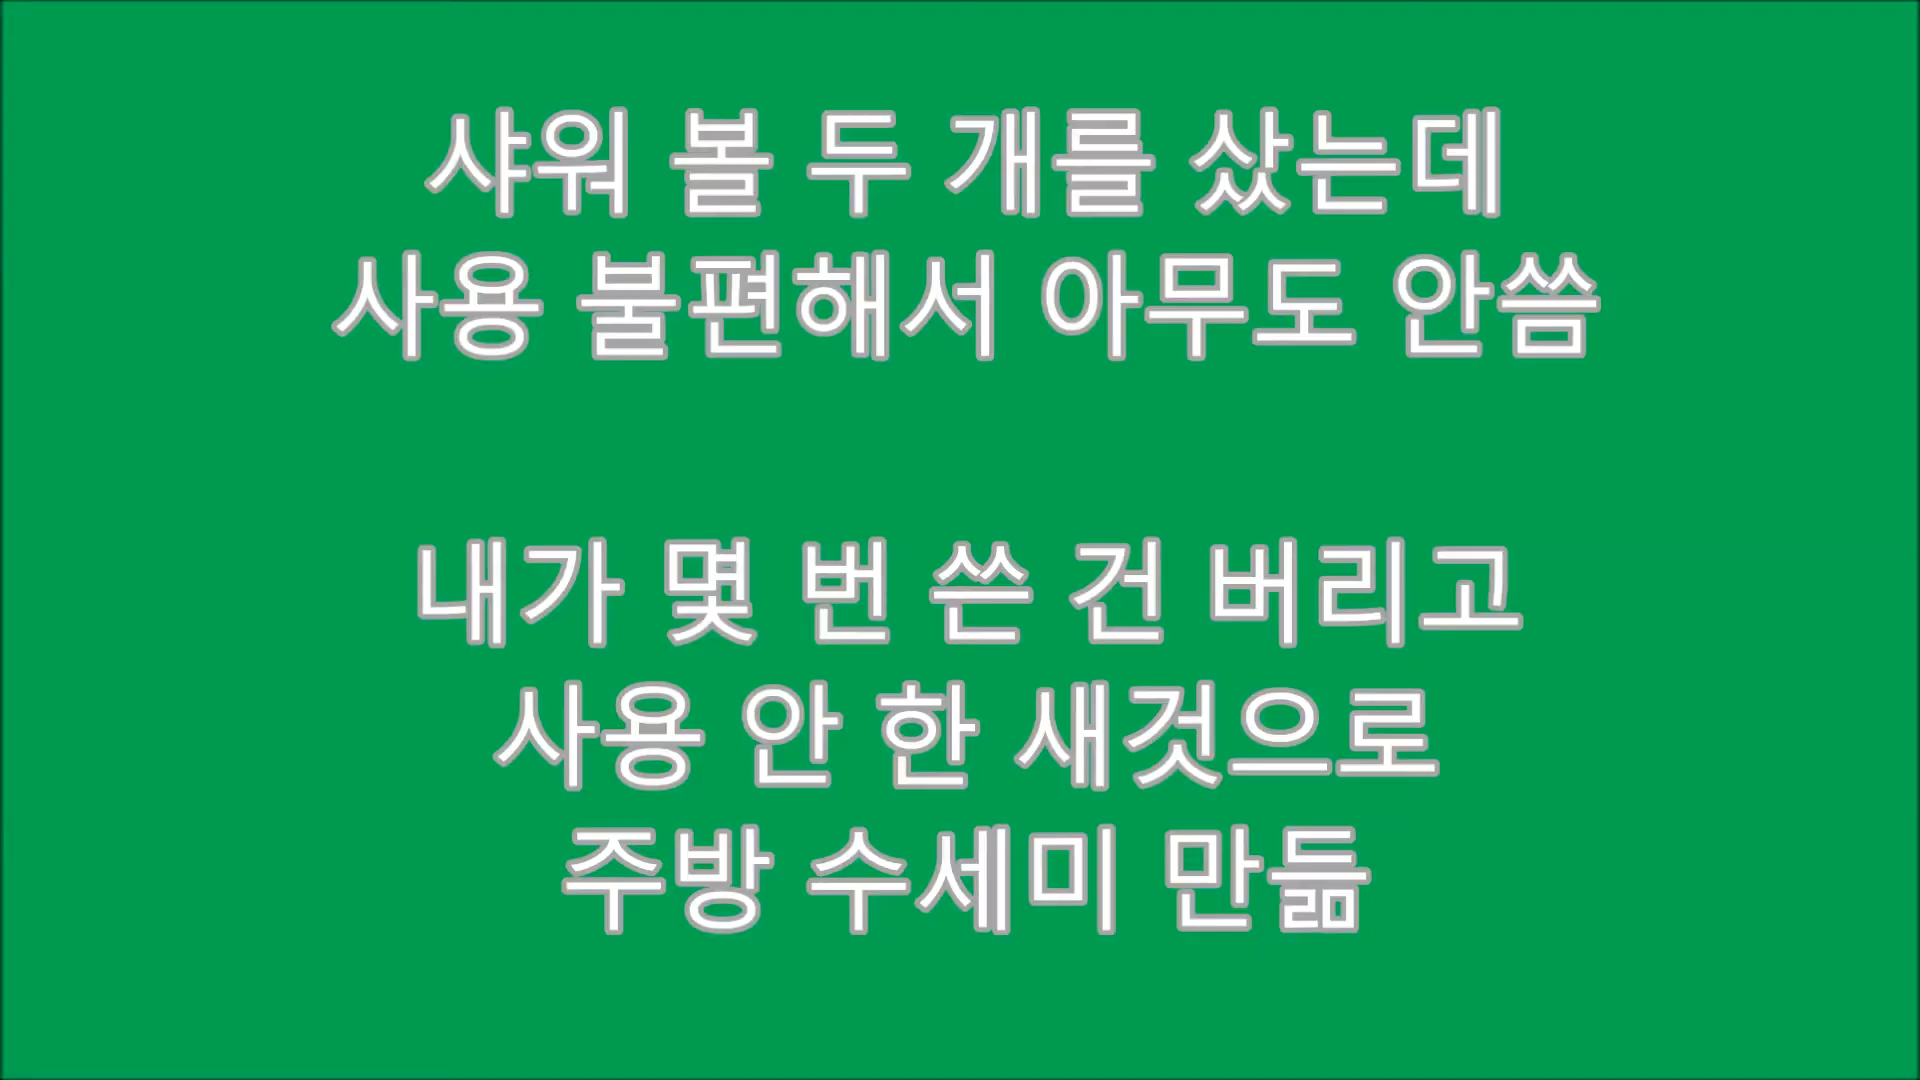 샤워 볼 두 개를 샀는데
사용 불편해서 아무도 안씀
내가 몇 번 쓴 건 버리고
사용 안 한 새것으로
주방 수세미 만듦